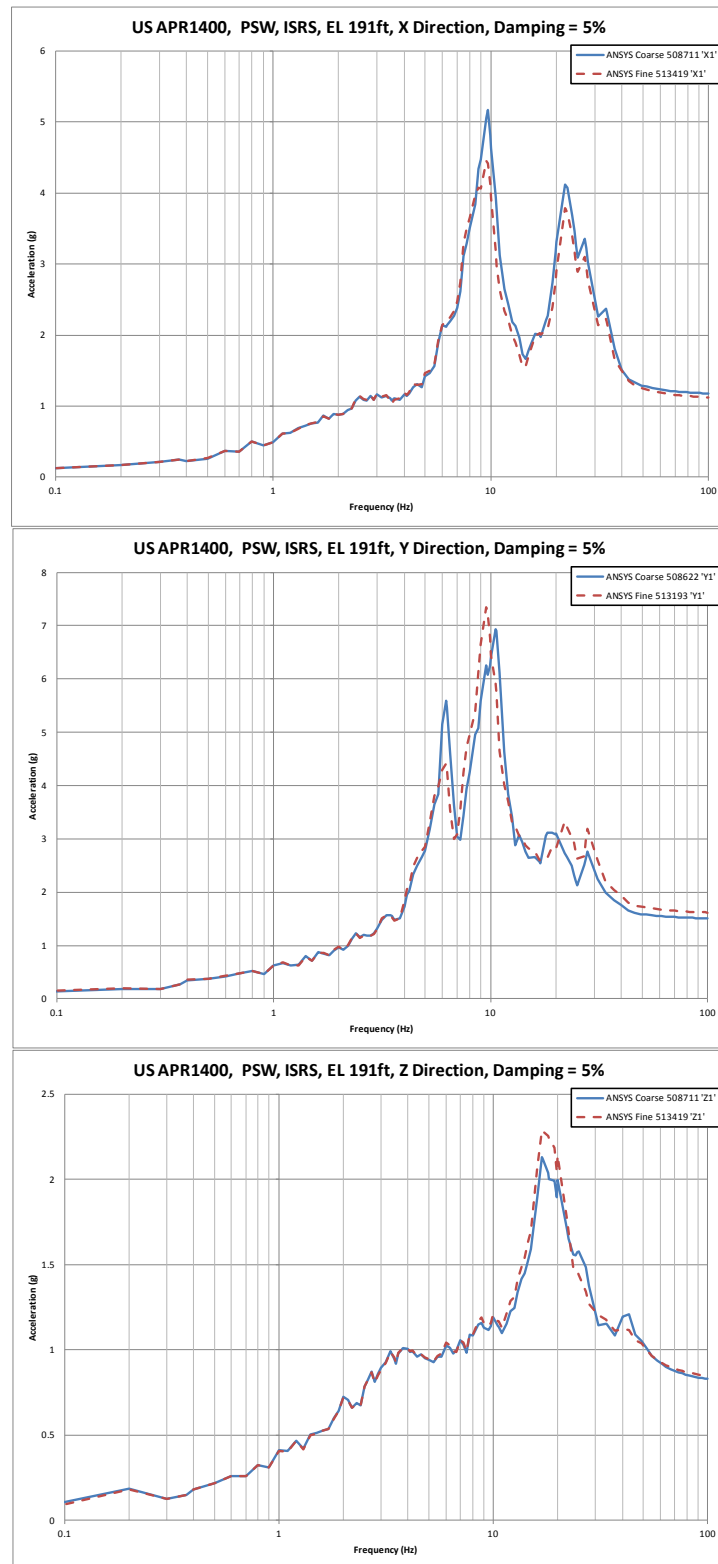 US APR1400, PSW, ISRS, EL 191ft, X Direction, Damping = 5%
ANSYS Coarse 508711 'X1'
ANSYS Fine 513419 'X1'
6
5
4
3
2
1
0
Acceleration (g)
0.1 1 10 100
Frequency (Hz)
US APR1400, PSW, ISRS, EL 191ft, Y Direction, Damping = 5%
ANSYS Coarse 508622 'Y1'
ANSYS Fine 513193 'Y1'
8
7
6
5
4
3
2
1
0
Acceleration (g)
0.1 1 10 100
Frequency (Hz)
US APR1400, PSW, ISRS, EL 191ft, Z Direction, Damping = 5%
ANSYS Coarse 508711 'Z1'
ANSYS Fine 513419 'Z1'
2.5
2
1.5
1
0.5
0
Acceleration (g)
0.1 1 10 100
Frequency (Hz)